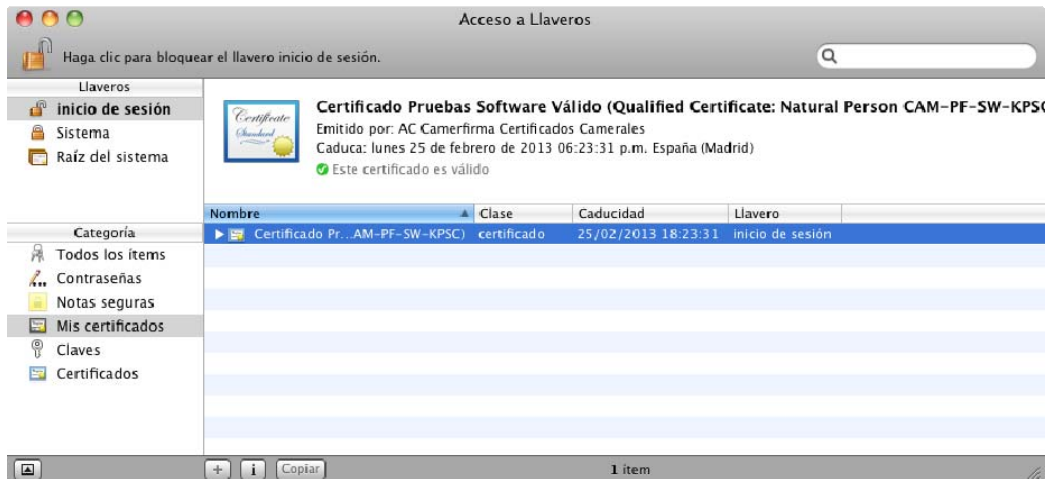 Acceso a Llaveros
Haga clic para bloquear el llavero inicio de sesión.
Llaveros
inicio de sesión
Sistema
Raíz del sistema
Certificate
Standard
Certificado Pruebas Software Válido (Qualified Certificate: Natural Person CAM-PF-SW-KPSC
Emitido por: AC Camerfirma Certificados Camerales
Caduca: lunes 25 de febrero de 2013 06:23:31 p.m. España (Madrid)
Este certificado es válido
Nombre Clase Caducidad Llavero
Certificado Pr...AM-PF-SW-KPSC) certificado 25/02/2013 18:23:31 inicio de sesión
Categoría
Todos los ítems
Contraseñas
Notas seguras
Mis certificados
Claves
Certificados
+ i Copiar 1 ítem